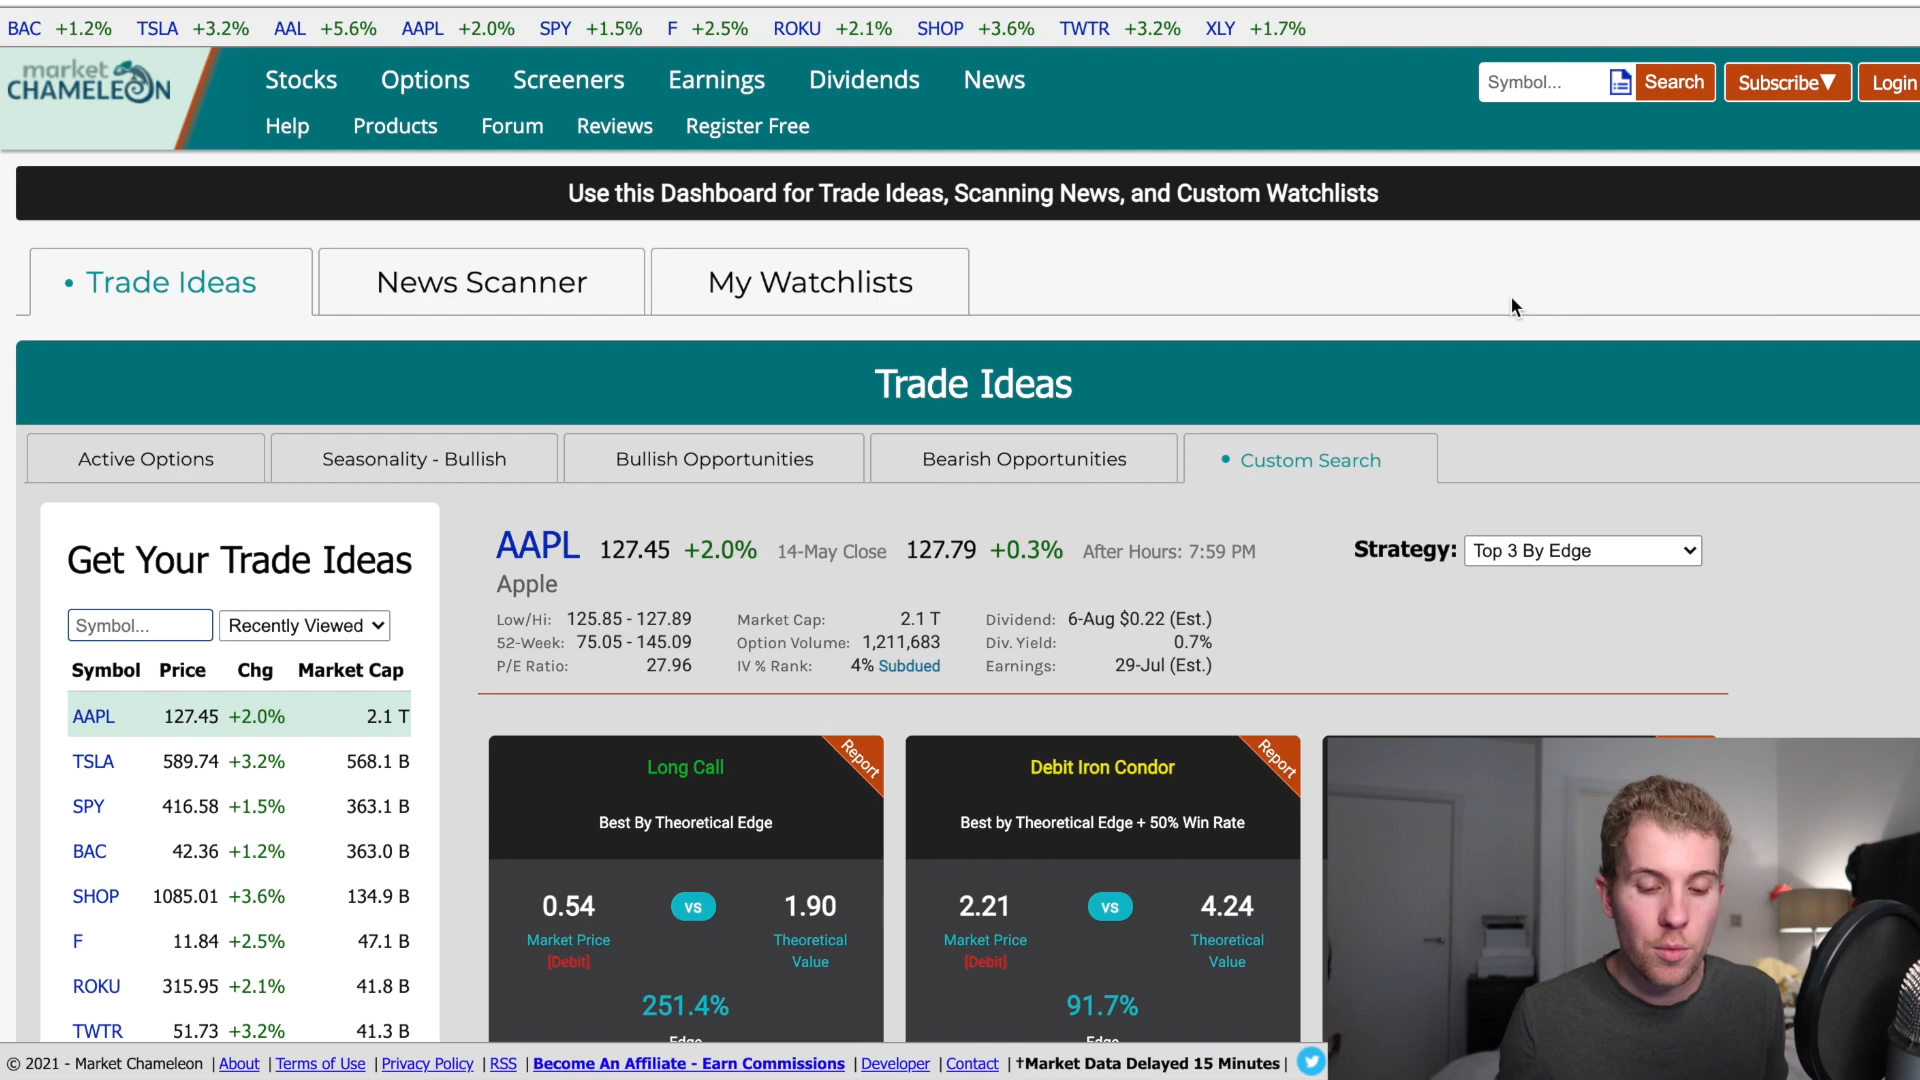 BAC +1.2% TSLA +3.2% AAL +5.6% AAPL +2.0% SPY +1.5% F +2.5% ROKU +2.1% SHOP +3.6% TWTR +3.2% XLY +1.7%
market
CHAMELEON
Stocks Options Screeners Earnings Dividends News
Symbol... Search Subscribe▼ Login
Help Products Forum Reviews Register Free
Use this Dashboard for Trade Ideas, Scanning News, and Custom Watchlists
• Trade Ideas News Scanner My Watchlists
Trade Ideas
Active Options Seasonality - Bullish Bullish Opportunities Bearish Opportunities • Custom Search
Get Your Trade Ideas
Symbol... Recently Viewed
Symbol Price Chg Market Cap
AAPL 127.45 +2.0% 2.1 T
TSLA 589.74 +3.2% 568.1 B
SPY 416.58 +1.5% 363.1 B
BAC 42.36 +1.2% 363.0 B
SHOP 1085.01 +3.6% 134.9 B
F 11.84 +2.5% 47.1 B
ROKU 315.95 +2.1% 41.8 B
TWTR 51.73 +3.2% 41.3 B
AAPL 127.45 +2.0% 14-May Close 127.79 +0.3% After Hours: 7:59 PM
Apple
Strategy: Top 3 By Edge
Low/Hi: 125.85 - 127.89 Market Cap: 2.1 T Dividend: 6-Aug $0.22 (Est.)
52-Week: 75.05 - 145.09 Option Volume: 1,211,683 Div. Yield: 0.7%
P/E Ratio: 27.96 IV % Rank: 4% Subdued Earnings: 29-Jul (Est.)
Long Call
Report
Best By Theoretical Edge
0.54 vs 1.90
Market Price Theoretical
[Debit] Value
251.4%
Edge
Debit Iron Condor
Report
Best by Theoretical Edge + 50% Win Rate
2.21 vs 4.24
Market Price Theoretical
[Debit] Value
91.7%
Edge
© 2021 - Market Chameleon | About | Terms of Use | Privacy Policy | RSS | Become An Affiliate - Earn Commissions | Developer | Contact | †Market Data Delayed 15 Minutes |